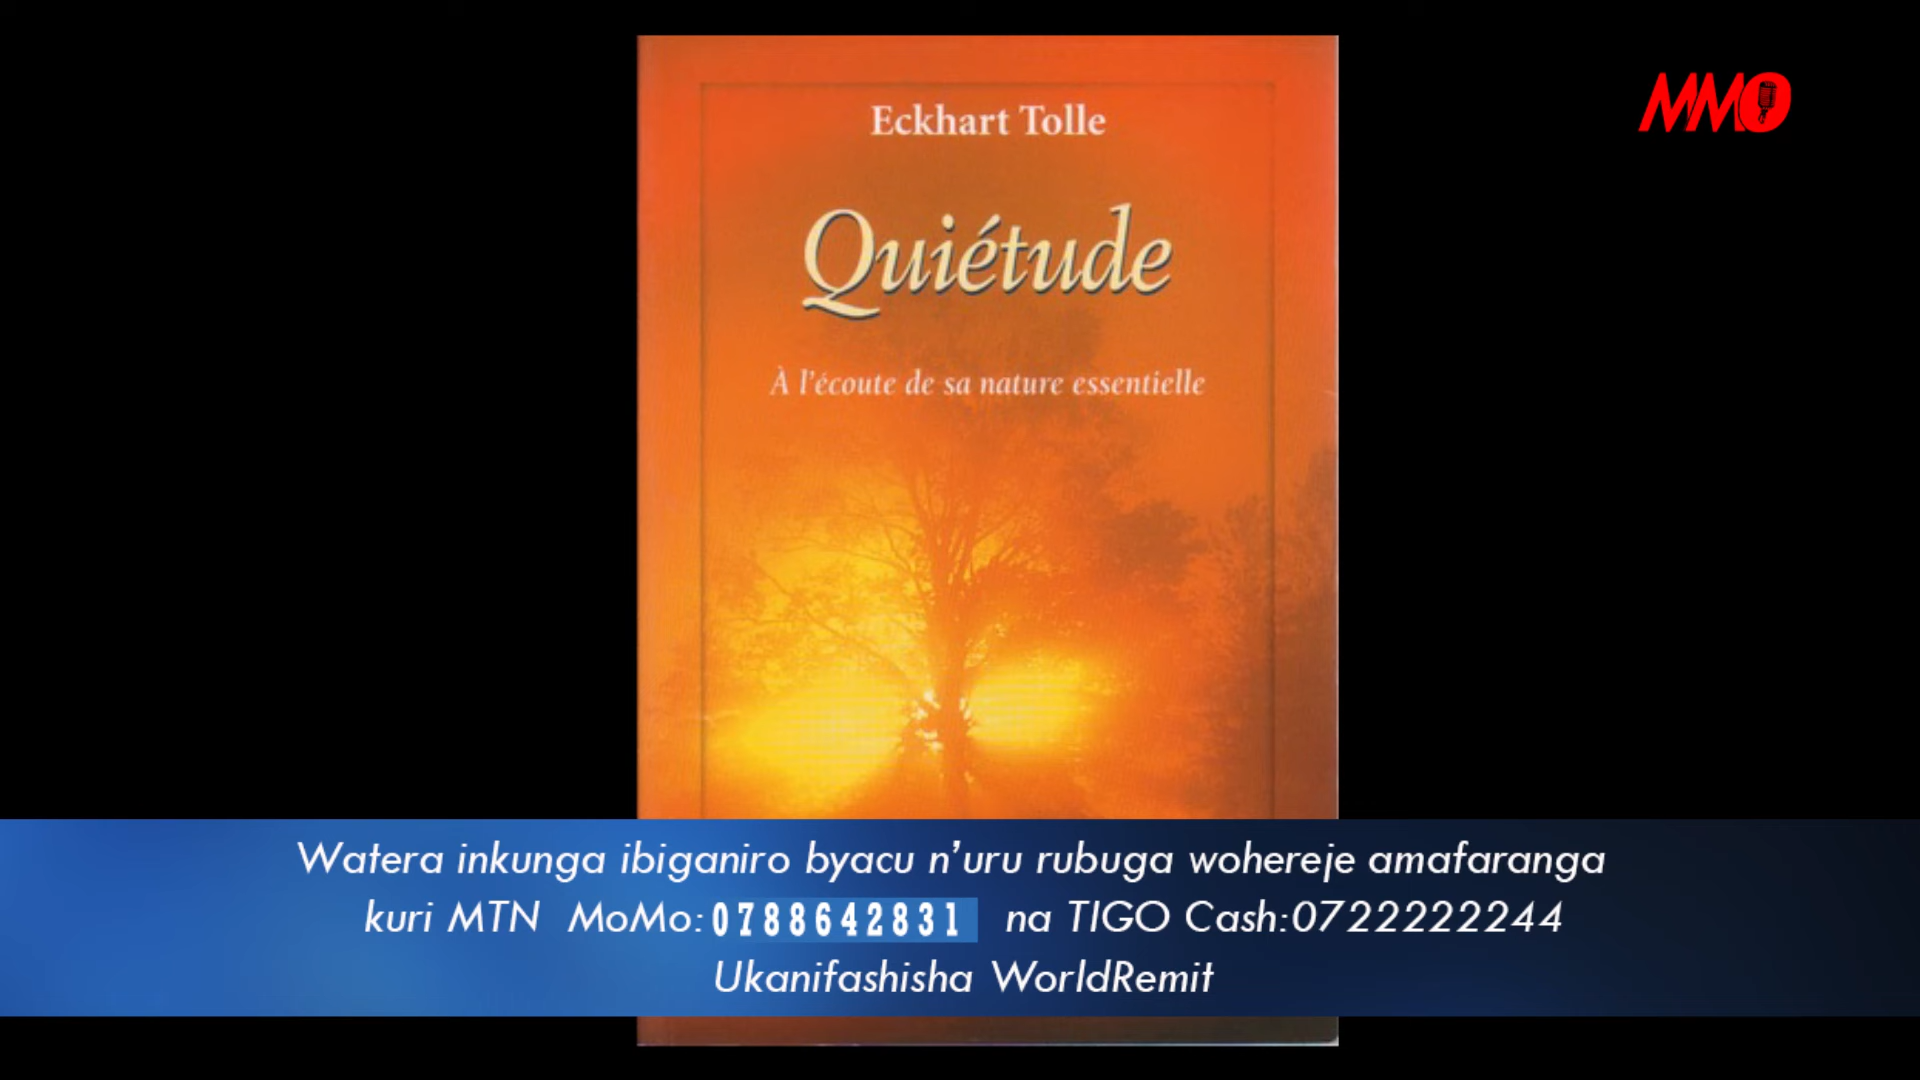 Eckhart Tolle
MMO
Quiétude
À l'écoute de sa nature essentielle
Watera inkunga ibiganiro byacu n'uru rubuga wohereje amafaranga
kuri MTN MoMo:0788642831 na TIGO Cash:0722222244
Ukanifashisha WorldRemit